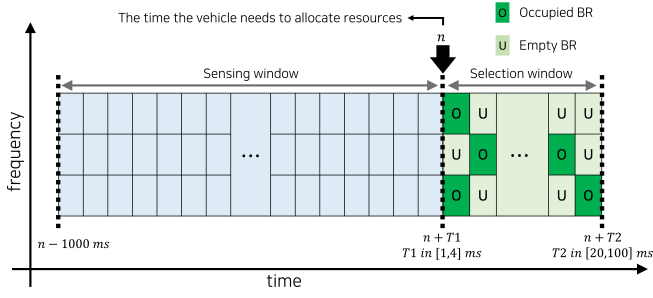 The time the vehicle needs to allocate resources
n
O Occupied BR
U Empty BR
Sensing window
Selection window
frequency
O U U U
... U O ... O U
O U U O
n − 1000 ms
n + T1
T1 in [1,4] ms
n + T2
T2 in [20,100] ms
time